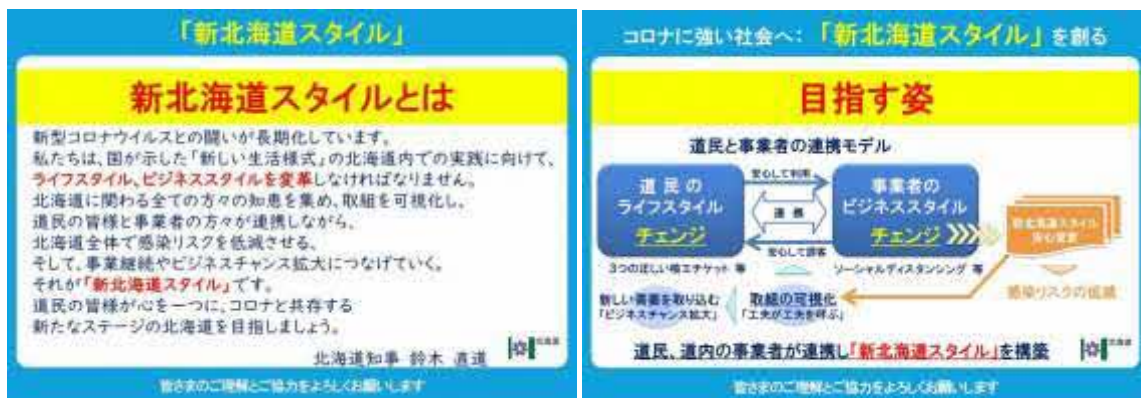 「新北海道スタイル」
新北海道スタイルとは
新型コロナウイルスとの闘いが長期化しています。
私たちは、国が示した「新しい生活様式」の北海道内での実践に向けて、
ライフスタイル、ビジネススタイルを変革しなければなりません。
北海道に関わる全ての方々の知恵を集め、取組を可視化し、
道民の皆様と事業者の方々が連携しながら、
北海道全体で感染リスクを低減させる、
そして、事業継続やビジネスチャンス拡大につなげていく。
それが「新北海道スタイル」です。
道民の皆様が心を一つに、コロナと共存する
新たなステージの北海道を目指しましょう。
北海道知事 鈴木 直道
皆さまのご理解とご協力をよろしくお願いします
コロナに強い社会へ:「新北海道スタイル」を創る
目指す姿
道民と事業者の連携モデル
道民の
ライフスタイル
チェンジ
安心して利用
連携
安心して
事業者の
ビジネススタイル
チェンジ
新北海道スタイル
安心宣言
3つの正しい咳エチケット 等
ソーシャルディスタンシング 等
感染リスクの低減
新しい需要を取り込む
「ビジネスチャンス拡大」
取組の可視化
「工夫が工夫を呼ぶ」
道民、道内の事業者が連携し「新北海道スタイル」を構築
皆さまのご理解とご協力をよろしくお願いします